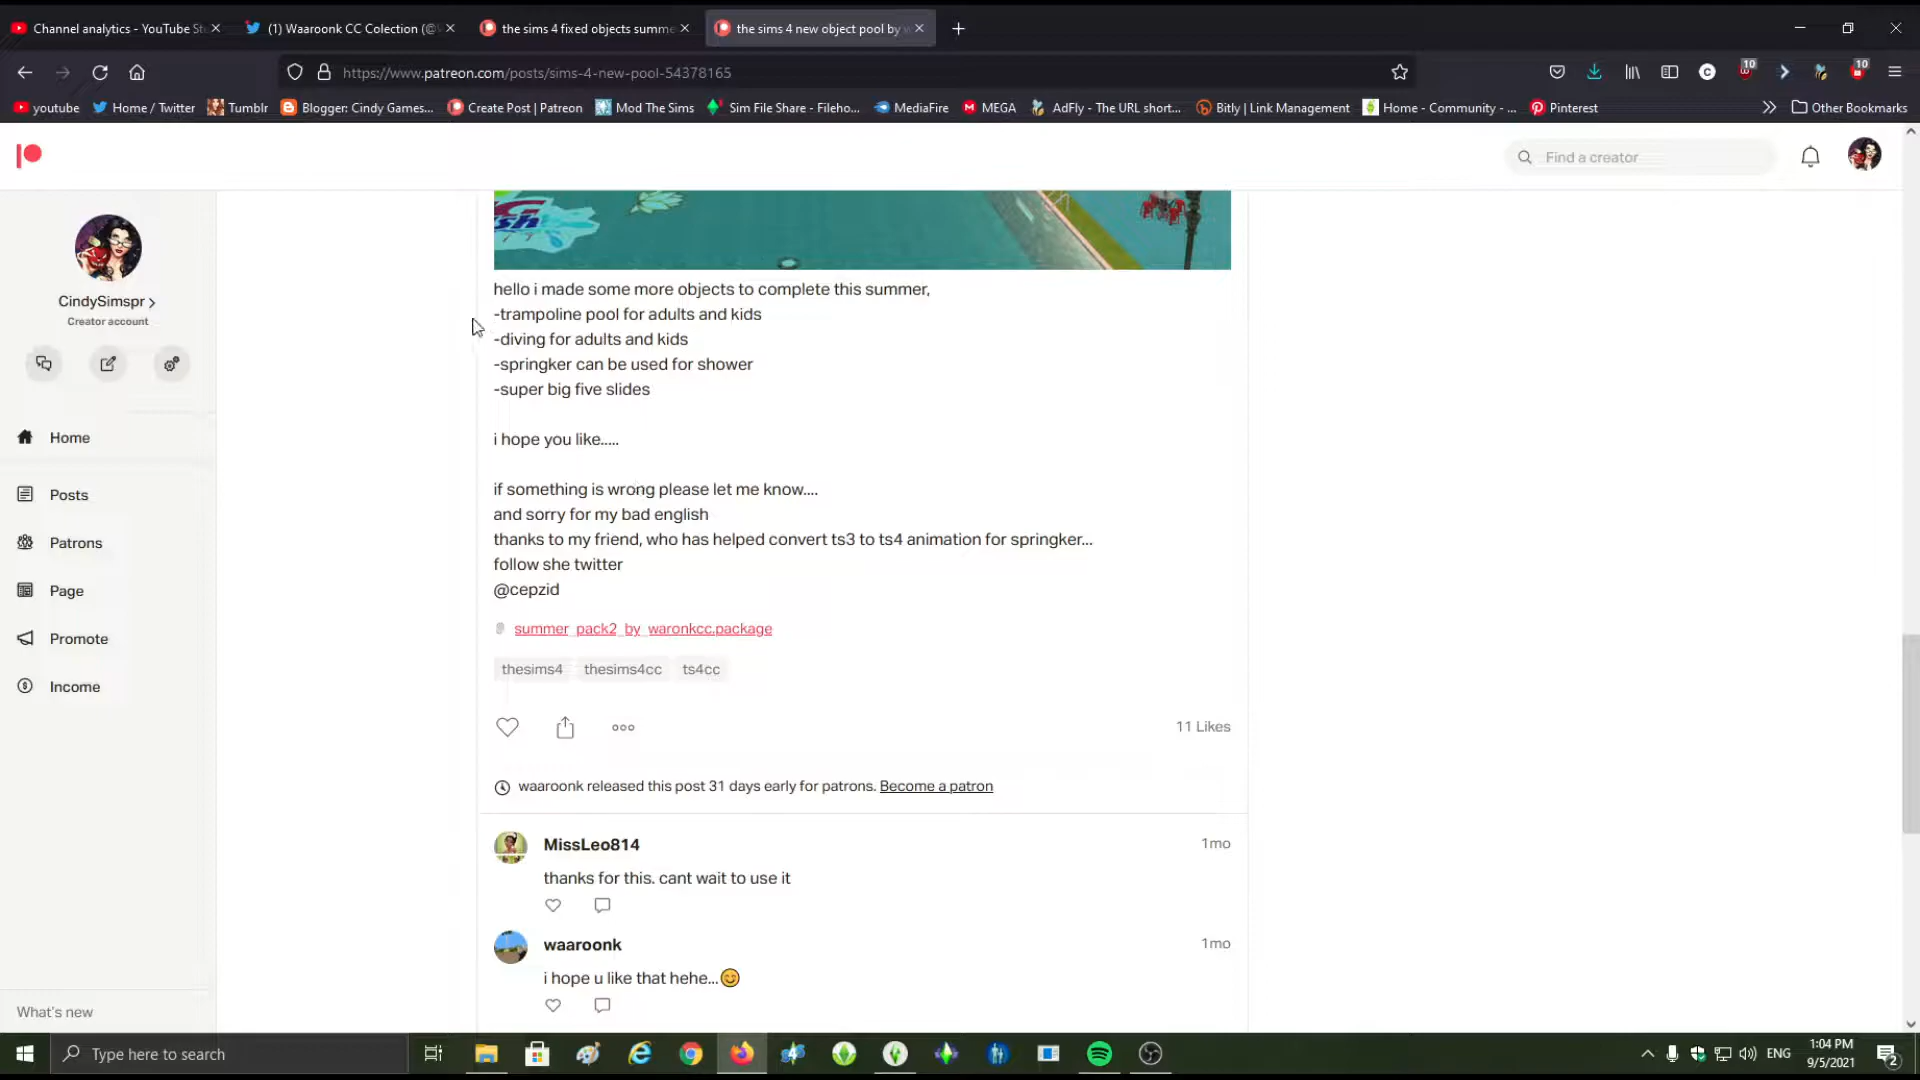 Channel analytics - YouTube St
(1) Waaroonk CC Colection (@
the sims 4 fixed objects summe
the sims 4 new object pool by w
https://www.patreon.com/posts/sims-4-new-pool-54378165
10
10
youtube
Home / Twitter
Tumblr
Blogger: Cindy Games...
Create Post | Patreon
Mod The Sims
Sim File Share - Fileho...
MediaFire
MEGA
AdFly - The URL short...
Bitly | Link Management
Home - Community - ...
Pinterest
Other Bookmarks
Find a creator
CindySimspr
Creator account
Home
Posts
Patrons
Page
Promote
Income
What's new
hello i made some more objects to complete this summer,
-trampoline pool for adults and kids
-diving for adults and kids
-springker can be used for shower
-super big five slides
i hope you like.....
if something is wrong please let me know....
and sorry for my bad english
thanks to my friend, who has helped convert ts3 to ts4 animation for springker...
follow she twitter
@cepzid
summer_pack2_by_waronkcc.package
thesims4 thesims4cc ts4cc
11 Likes
waaroonk released this post 31 days early for patrons. Become a patron
MissLeo814
1mo
thanks for this. cant wait to use it
waaroonk
1mo
i hope u like that hehe...😊
Type here to search
ENG
1:04 PM
9/5/2021
2